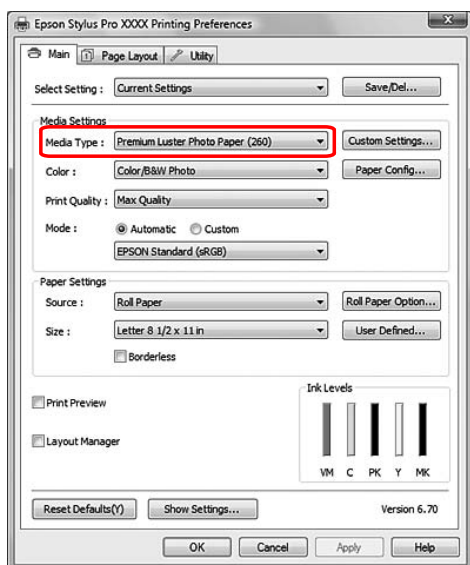 Epson Stylus Pro XXXX Printing Preferences
Main Page Layout Utility
Select Setting : Current Settings Save/Del...
Media Settings
Media Type : Premium Luster Photo Paper (260) Custom Settings...
Color : Color/B&W Photo Paper Config...
Print Quality : Max Quality
Mode : Automatic Custom
EPSON Standard (sRGB)
Paper Settings
Source : Roll Paper Roll Paper Option...
Size : Letter 8 1/2 x 11 in User Defined...
Borderless
Print Preview
Layout Manager
Ink Levels
VM C PK Y MK
Reset Defaults(Y) Show Settings... Version 6.70
OK Cancel Apply Help